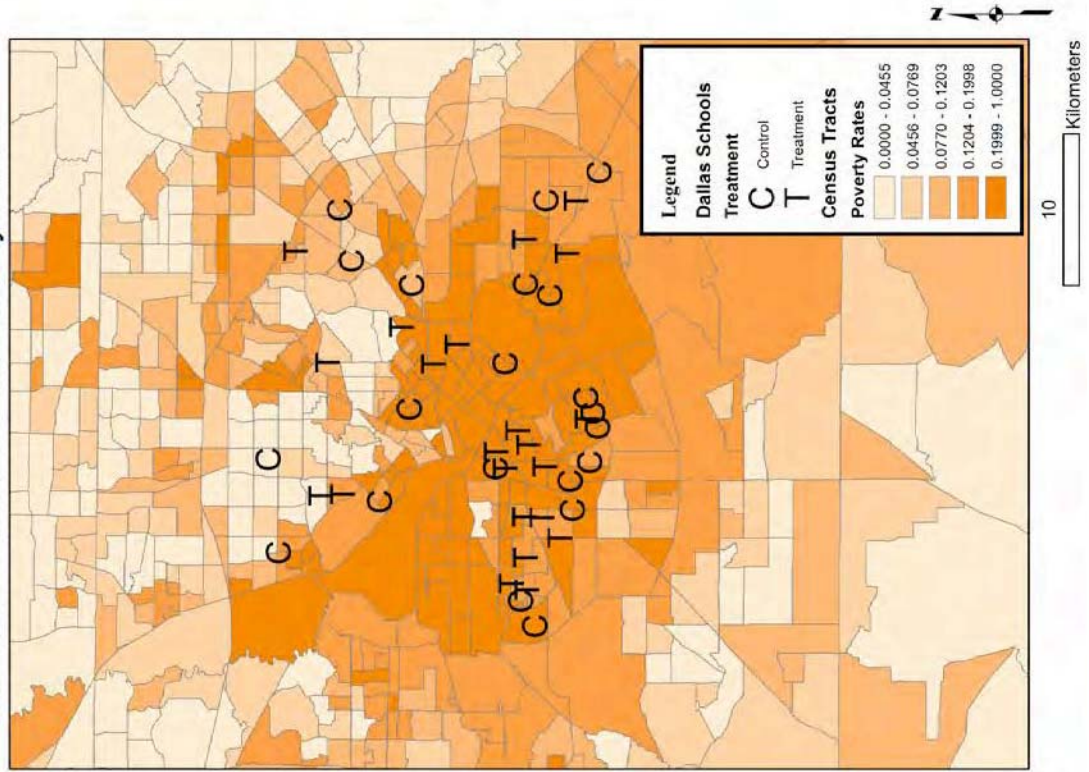 Legend
Dallas Schools
Treatment
C Control
T Treatment
Census Tracts
Poverty Rates
0.0000 - 0.0455
0.0456 - 0.0769
0.0770 - 0.1203
0.1204 - 0.1998
0.1999 - 1.0000
10
Kilometers
N
C
T
C
C
T
C
T
T
C
T
T
C
C
C
T
T
C
C
T
T
C
T
T
C
C
T
C
C
T
C
T
T
T
C
T
T
C
C
C
T
T
T
T
T
T
C
C